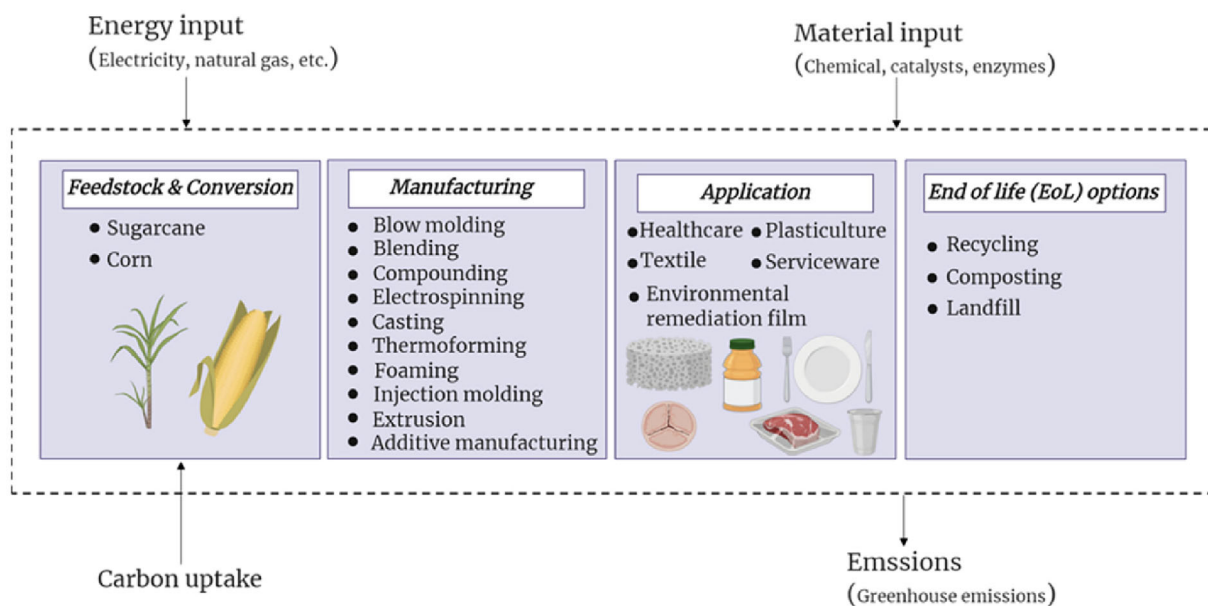 Energy input
(Electricity, natural gas, etc.)
Material input
(Chemical, catalysts, enzymes)
Feedstock & Conversion
• Sugarcane
• Corn
Manufacturing
• Blow molding
• Blending
• Compounding
• Electrospinning
• Casting
• Thermoforming
• Foaming
• Injection molding
• Extrusion
• Additive manufacturing
Application
• Healthcare • Plasticulture
• Textile • Serviceware
• Environmental
remediation film
End of life (EoL) options
• Recycling
• Composting
• Landfill
Carbon uptake
Emssions
(Greenhouse emissions)